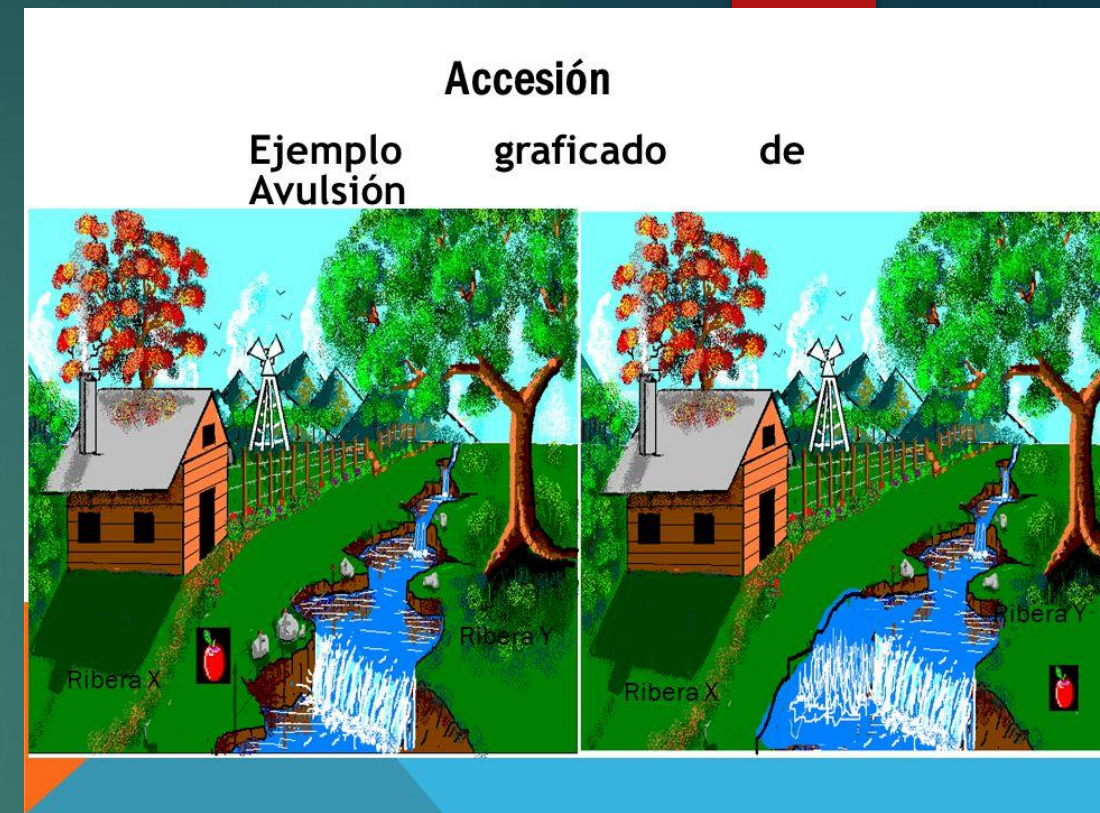 Accesión
Ejemplo graficado de
Avulsión
Ribera Y
Ribera X
Ribera Y
Ribera X